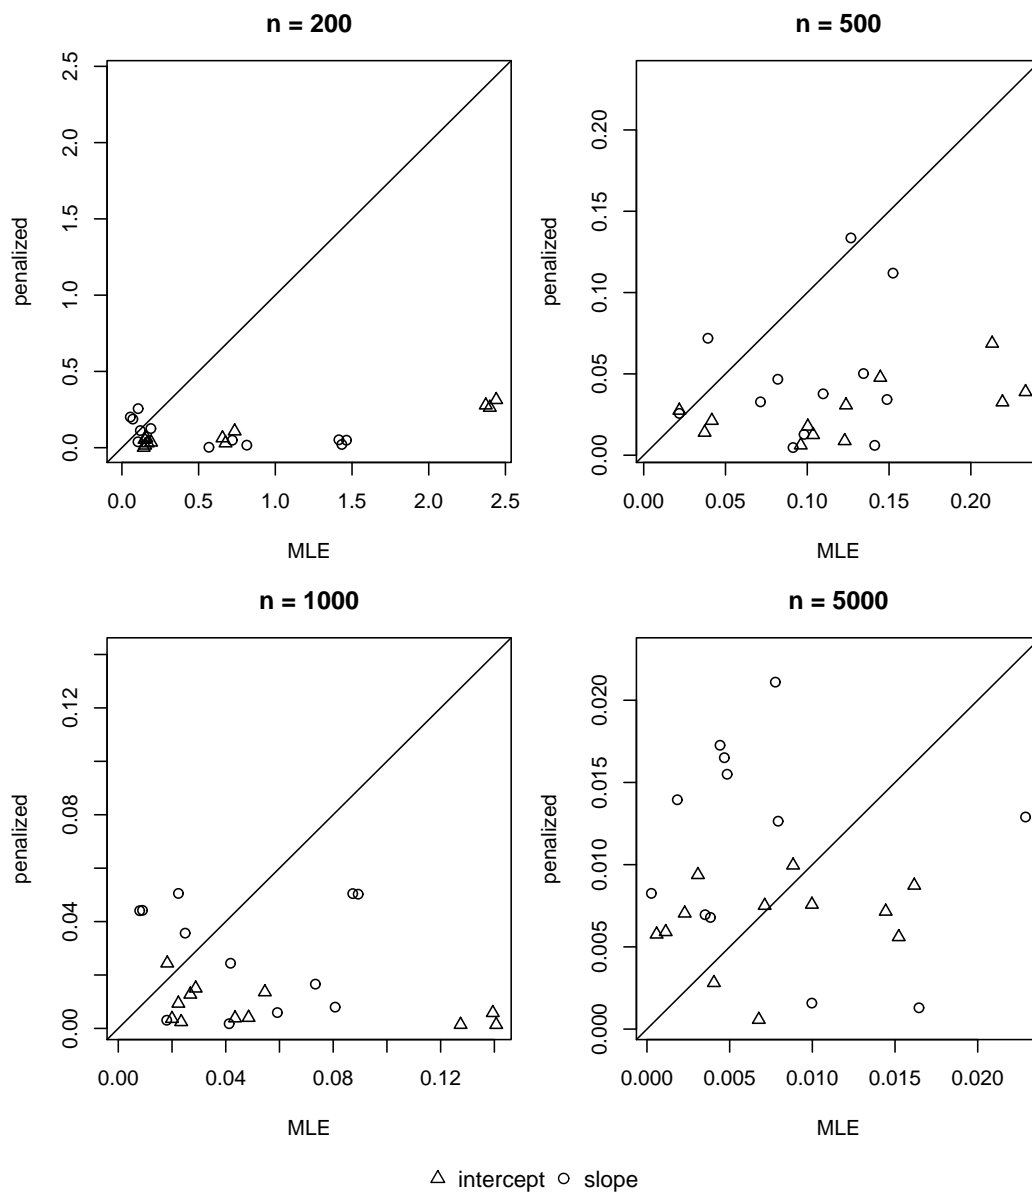 n = 200
n = 500
2.5
2.0
1.5
1.0
0.5
0.0
penalized
0.0 0.5 1.0 1.5 2.0 2.5
MLE
0.20
0.15
0.10
0.05
0.00
penalized
0.00 0.05 0.10 0.15 0.20
MLE
n = 1000
n = 5000
0.12
0.08
0.04
0.00
penalized
0.00 0.04 0.08 0.12
MLE
0.020
0.015
0.010
0.005
0.000
penalized
0.000 0.005 0.010 0.015 0.020
MLE
intercept slope